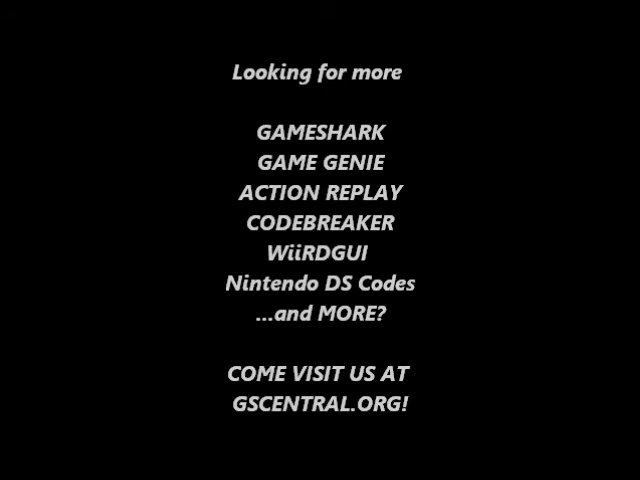 Looking for more
GAMESHARK
GAME GENIE
ACTION REPLAY
CODEBREAKER
WiiRDGUI
Nintendo DS Codes
...and MORE?
COME VISIT US AT
GSCENTRAL.ORG!